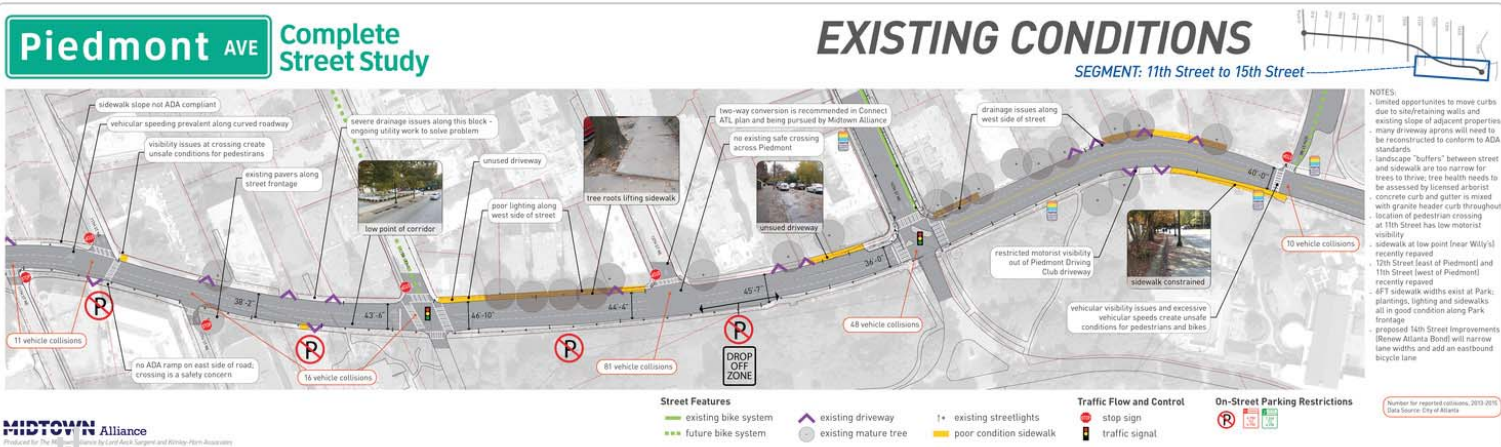 Piedmont AVE
Complete
Street Study
EXISTING CONDITIONS
SEGMENT: 11th Street to 15th Street
sidewalk slope not ADA compliant
vehicular speeding prevalent along curved roadway
visibility issues at crossing create
unsafe conditions for pedestrians
existing pavers along
street frontage
severe drainage issues along this block -
ongoing utility work to solve problem
low point of corridor
unused driveway
poor lighting along
west side of street
tree roots lifting sidewalk
two-way conversion is recommended in Connect
ATL plan and being pursued by Midtown Alliance
no existing safe crossing
across Piedmont
unsued driveway
drainage issues along
west side of street
restricted motorist visibility
out of Piedmont Driving
Club driveway
sidewalk constrained
vehicular visibility issues and excessive
vehicular speeds create unsafe
conditions for pedestrians and bikes
10 vehicle collisions
48 vehicle collisions
81 vehicle collisions
16 vehicle collisions
11 vehicle collisions
no ADA ramp on east side of road;
crossing is a safety concern
38'-2"
43'-6"
46'-10"
44'-4"
45'-7"
36'-0"
40'-0"
STOP
STOP
STOP
STOP
STOP
STOP
P
P
P
P
DROP
OFF
ZONE
NOTES:
. limited opportunites to move curbs
due to site/retaining walls and
existing slope of adjacent properties
. many driveway aprons will need to
be reconstructed to conform to ADA
standards
. landscape "buffers" between street
and sidewalk are too narrow for
trees to thrive; tree health needs to
be assessed by licensed arborist
. concrete curb and gutter is mixed
with granite header curb throughout
. location of pedestrian crossing
at 11th Street has low motorist
visibility
. sidewalk at low point (near Willy's)
recently repaved
. 12th Street (east of Piedmont) and
11th Street (west of Piedmont)
recently repaved
. 6FT sidewalk widths exist at Park;
plantings, lighting and sidewalks
all in good condition along Park
frontage
. proposed 14th Street Improvements
(Renew Atlanta Bond) will narrow
lane widths and add an eastbound
bicycle lane
Street Features
existing bike system
future bike system
existing driveway
existing mature tree
existing streetlights
poor condition sidewalk
Traffic Flow and Control
STOP stop sign
traffic signal
On-Street Parking Restrictions
P
Number for reported collisions, 2013-2015
Data Source: City of Atlanta
MIDTOWN Alliance